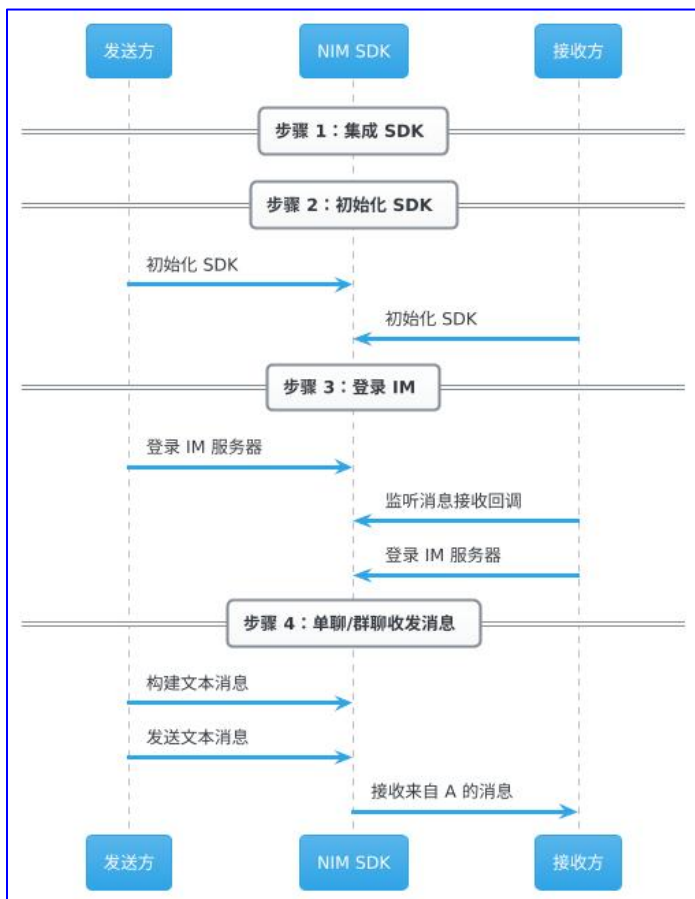 发送方 NIM SDK 接收方
步骤 1：集成 SDK
步骤 2：初始化 SDK
初始化 SDK
初始化 SDK
步骤 3：登录 IM
登录 IM 服务器
监听消息接收回调
登录 IM 服务器
步骤 4：单聊/群聊收发消息
构建文本消息
发送文本消息
接收来自 A 的消息
发送方 NIM SDK 接收方